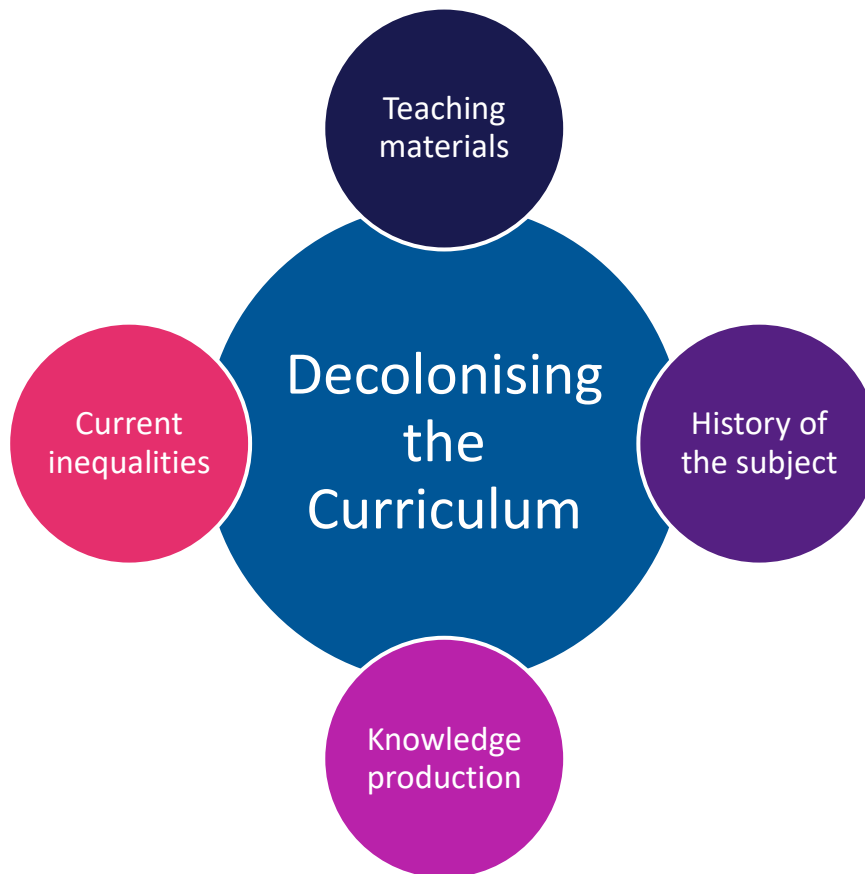 Teaching
materials
Decolonising
the
Curriculum
Current
inequalities
History of
the subject
Knowledge
production